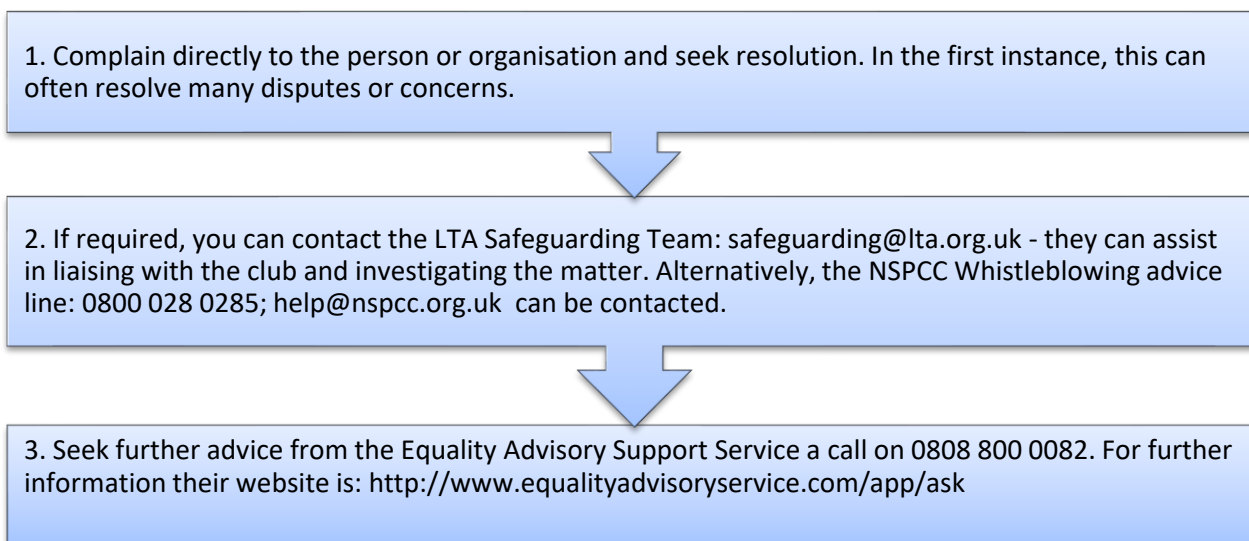 1. Complain directly to the person or organisation and seek resolution. In the first instance, this can
often resolve many disputes or concerns.
2. If required, you can contact the LTA Safeguarding Team: safeguarding@lta.org.uk - they can assist
in liaising with the club and investigating the matter. Alternatively, the NSPCC Whistleblowing advice
line: 0800 028 0285; help@nspcc.org.uk  can be contacted.
3. Seek further advice from the Equality Advisory Support Service a call on 0808 800 0082. For further
information their website is: http://www.equalityadvisoryservice.com/app/ask